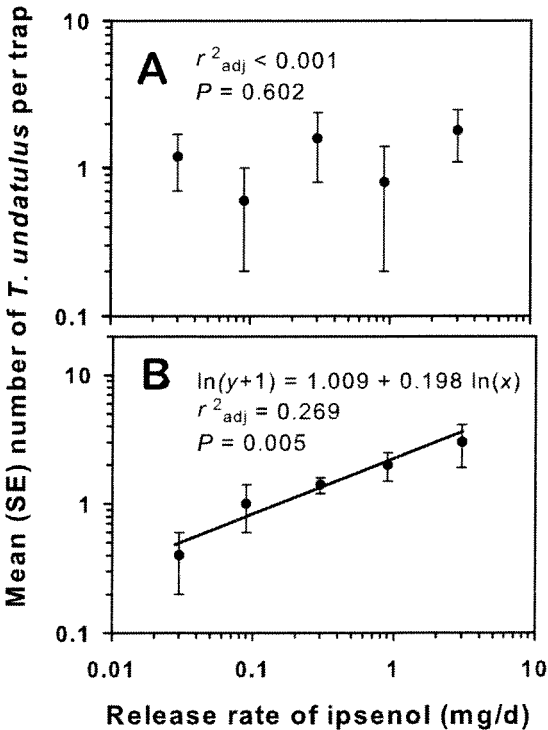 Mean (SE) number of T. undatulus per trap
10
1
0.1
A
r²adj < 0.001
P = 0.602
10
1
0.1
B
ln(y+1) = 1.009 + 0.198 ln(x)
r²adj = 0.269
P = 0.005
0.01 0.1 1 10
Release rate of ipsenol (mg/d)